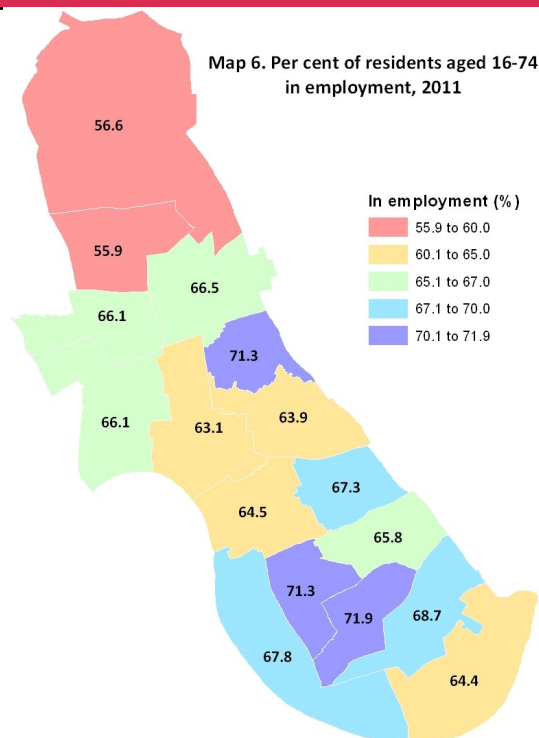 Map 6. Per cent of residents aged 16-74
in employment, 2011
56.6
In employment (%)
55.9 to 60.0
60.1 to 65.0
65.1 to 67.0
67.1 to 70.0
70.1 to 71.9
55.9
66.5
66.1
71.3
66.1
63.1
63.9
67.3
64.5
65.8
71.3
71.9
68.7
67.8
64.4